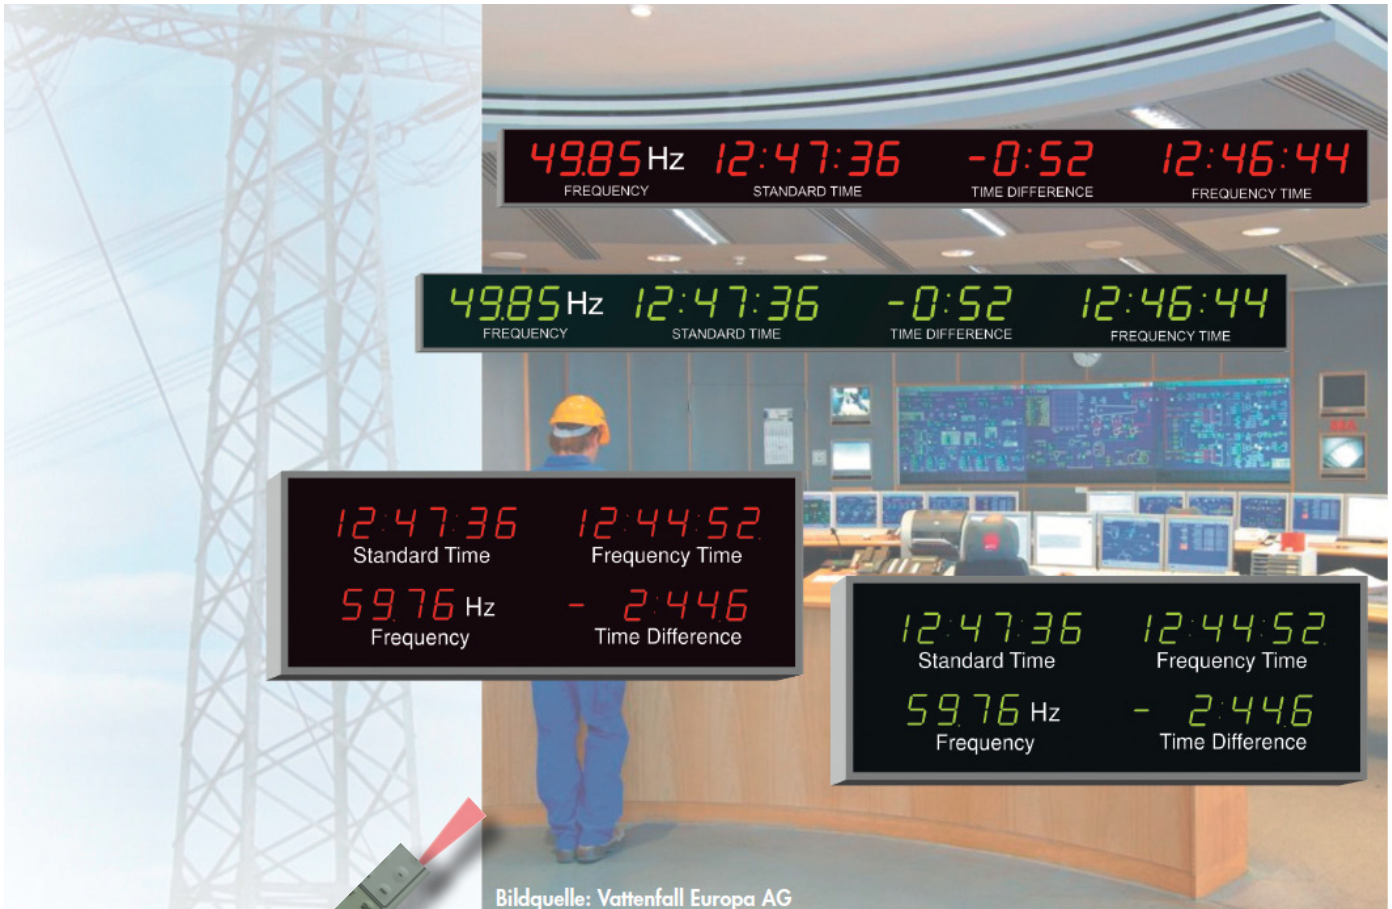 49.85 Hz 12:47:36 -0:52 12:46:44
FREQUENCY STANDARD TIME TIME DIFFERENCE FREQUENCY TIME
49.85 Hz 12:47:36 -0:52 12:46:44
FREQUENCY STANDARD TIME TIME DIFFERENCE FREQUENCY TIME
12:47:36 12:44:52.
Standard Time Frequency Time
59.76 Hz - 2:44.6
Frequency Time Difference
12:47:36 12:44:52.
Standard Time Frequency Time
59.76 Hz - 2:44.6
Frequency Time Difference
Bildquelle: Vattenfall Europa AG